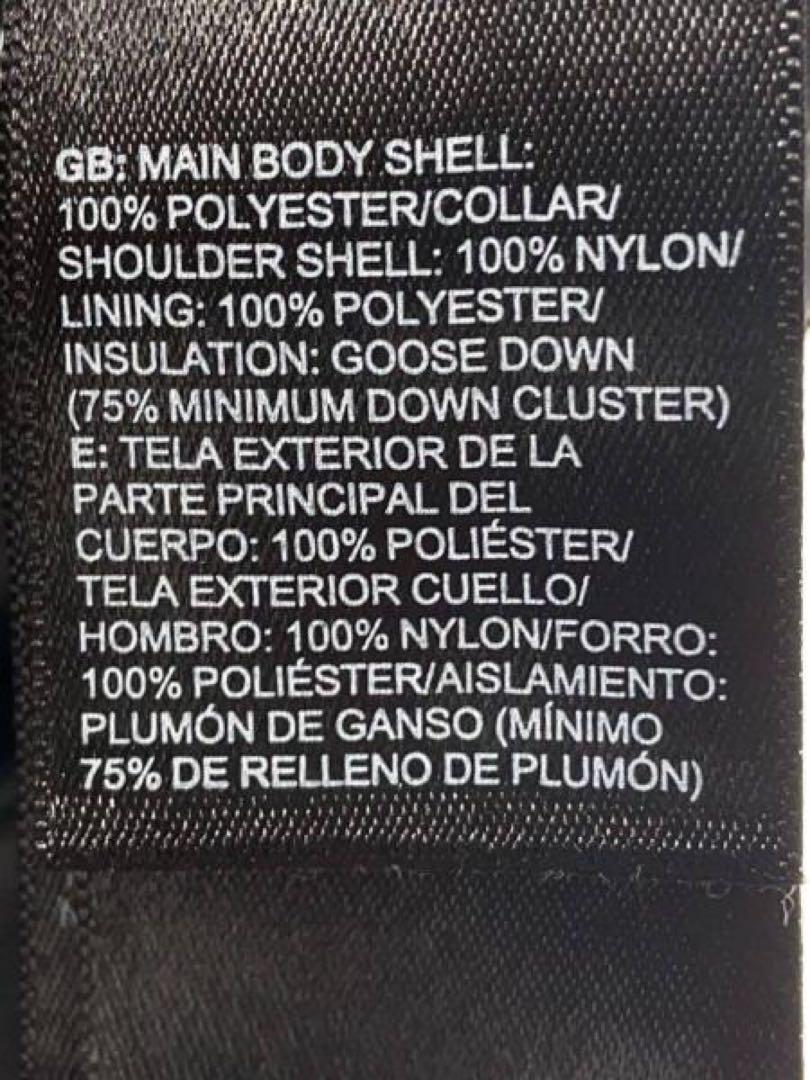 GB: MAIN BODY SHELL:
100% POLYESTER/COLLAR/
SHOULDER SHELL: 100% NYLON/
LINING: 100% POLYESTER/
INSULATION: GOOSE DOWN
(75% MINIMUM DOWN CLUSTER)
E: TELA EXTERIOR DE LA
PARTE PRINCIPAL DEL
CUERPO: 100% POLIÉSTER/
TELA EXTERIOR CUELLO/
HOMBRO: 100% NYLON/FORRO:
100% POLIÉSTER/AISLAMIENTO:
PLUMÓN DE GANSO (MÍNIMO
75% DE RELLENO DE PLUMÓN)